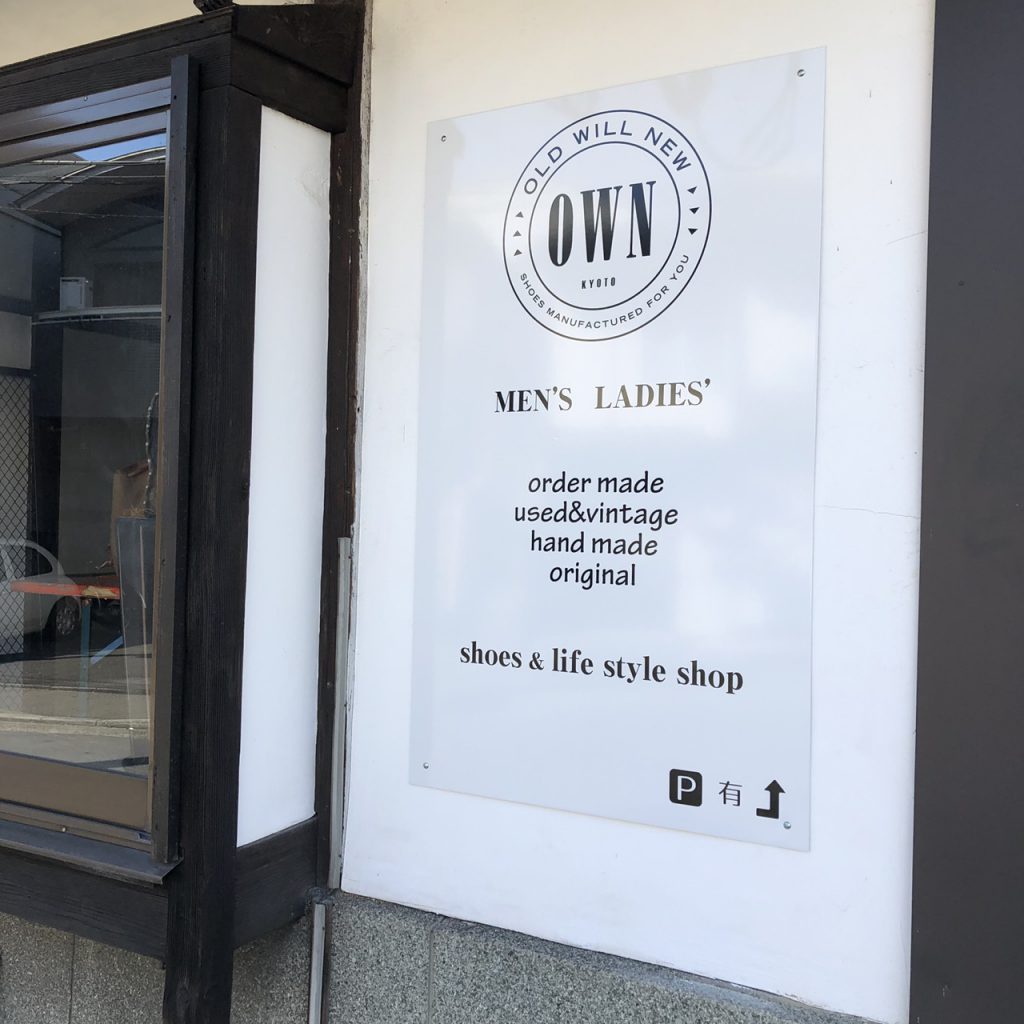 OLD WILL NEW
OWN
KYOTO
SHOES MANUFACTURED FOR YOU
MEN'S LADIES'
order made
used&vintage
hand made
original
shoes & life style shop
P 有